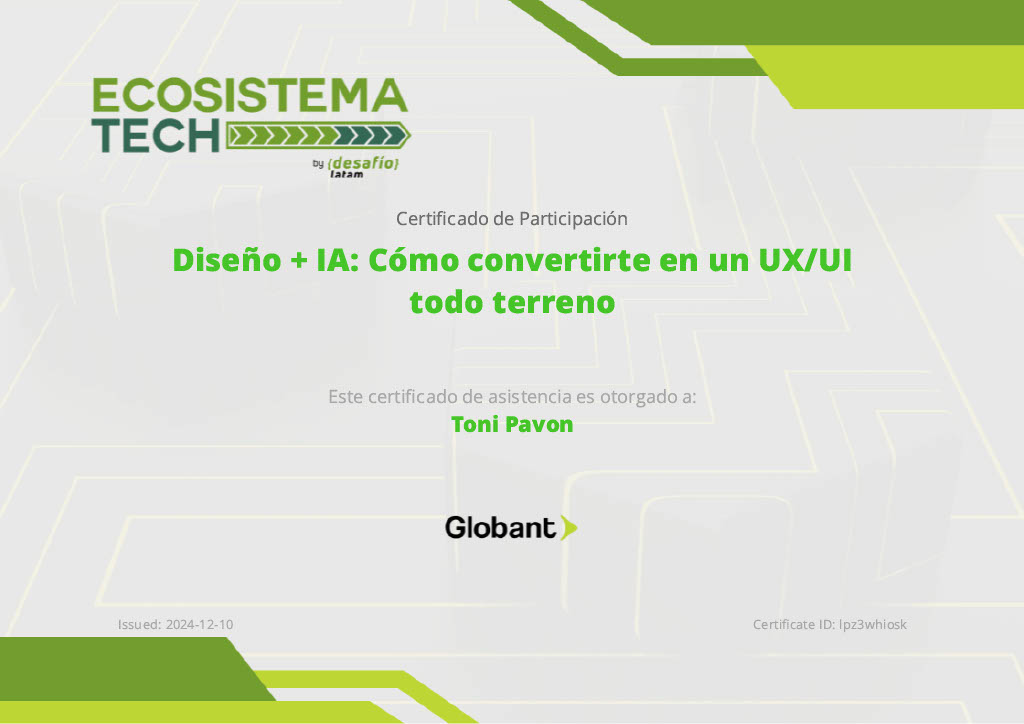 ECOSISTEMA
TECH
by {desafío}
latam
Certificado de Participación
Diseño + IA: Cómo convertirte en un UX/UI
todo terreno
Este certificado de asistencia es otorgado a:
Toni Pavon
Globant
Issued: 2024-12-10
Certificate ID: lpz3whiosk